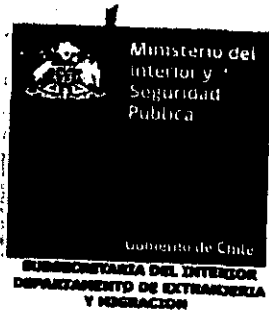 Ministerio del
Interior y
Seguridad
Pública
Gobierno de Chile
SUBSECRETARIA DEL INTERIOR
DEPARTAMENTO DE EXTRANJERIA
Y MIGRACION